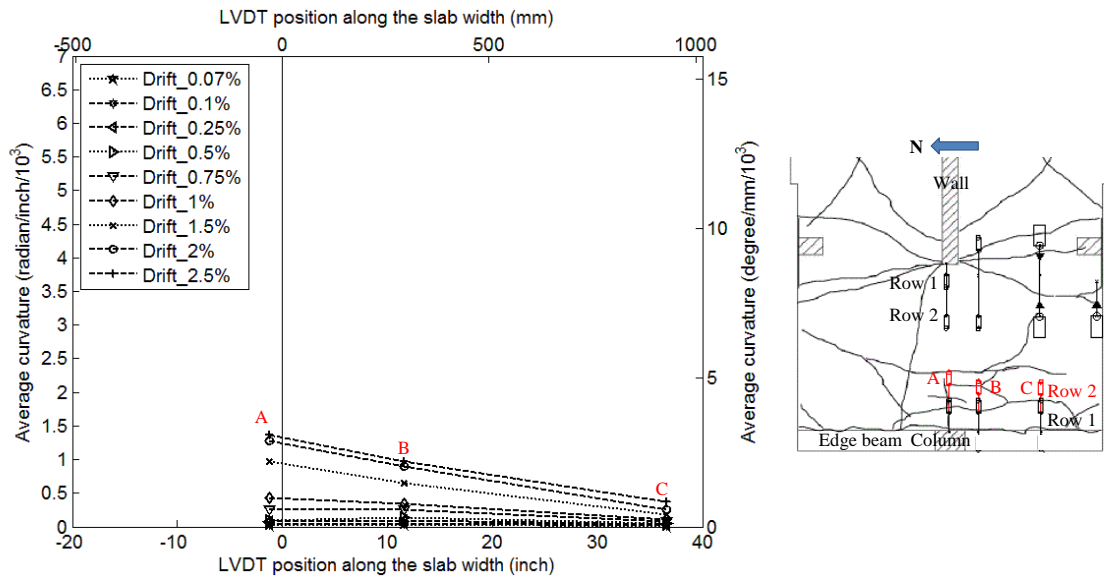 LVDT position along the slab width (mm)
-500 0 500 1000
7
6.5
6
5.5
5
4.5
4
3.5
3
2.5
2
1.5
1
0.5
0
Average curvature (radian/inch/10³)
Drift_0.07%
Drift_0.1%
Drift_0.25%
Drift_0.5%
Drift_0.75%
Drift_1%
Drift_1.5%
Drift_2%
Drift_2.5%
A
B
C
15
10
5
0
Average curvature (degree/mm/10³)
-20 -10 0 10 20 30 40
LVDT position along the slab width (inch)
N
Wall
Row 1
Row 2
A B C Row 2
Row 1
Edge beam Column